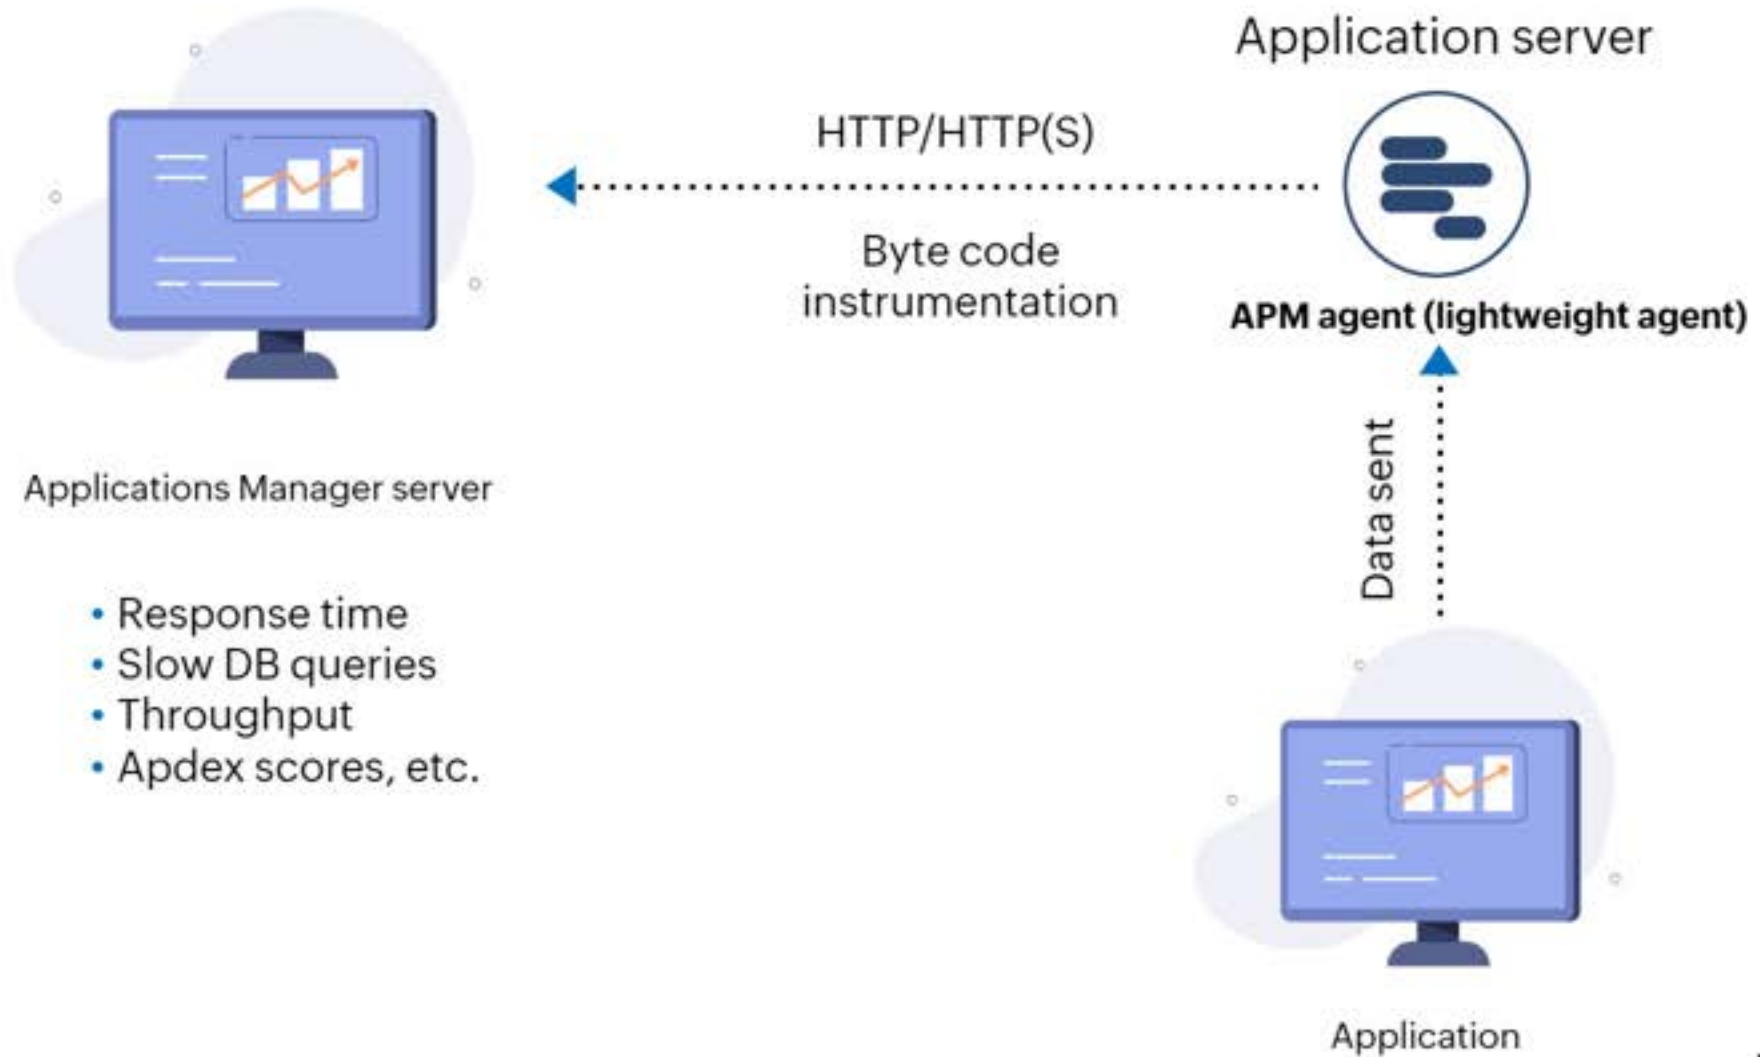 Application server
HTTP/HTTP(S)
Byte code
instrumentation
APM agent (lightweight agent)
Data sent
Applications Manager server
• Response time
• Slow DB queries
• Throughput
• Apdex scores, etc.
Application